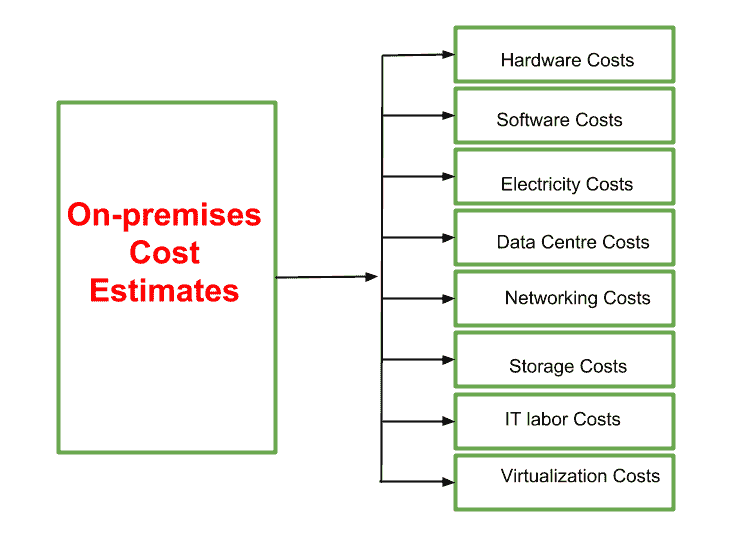 On-premises
Cost
Estimates
Hardware Costs
Software Costs
Electricity Costs
Data Centre Costs
Networking Costs
Storage Costs
IT labor Costs
Virtualization Costs